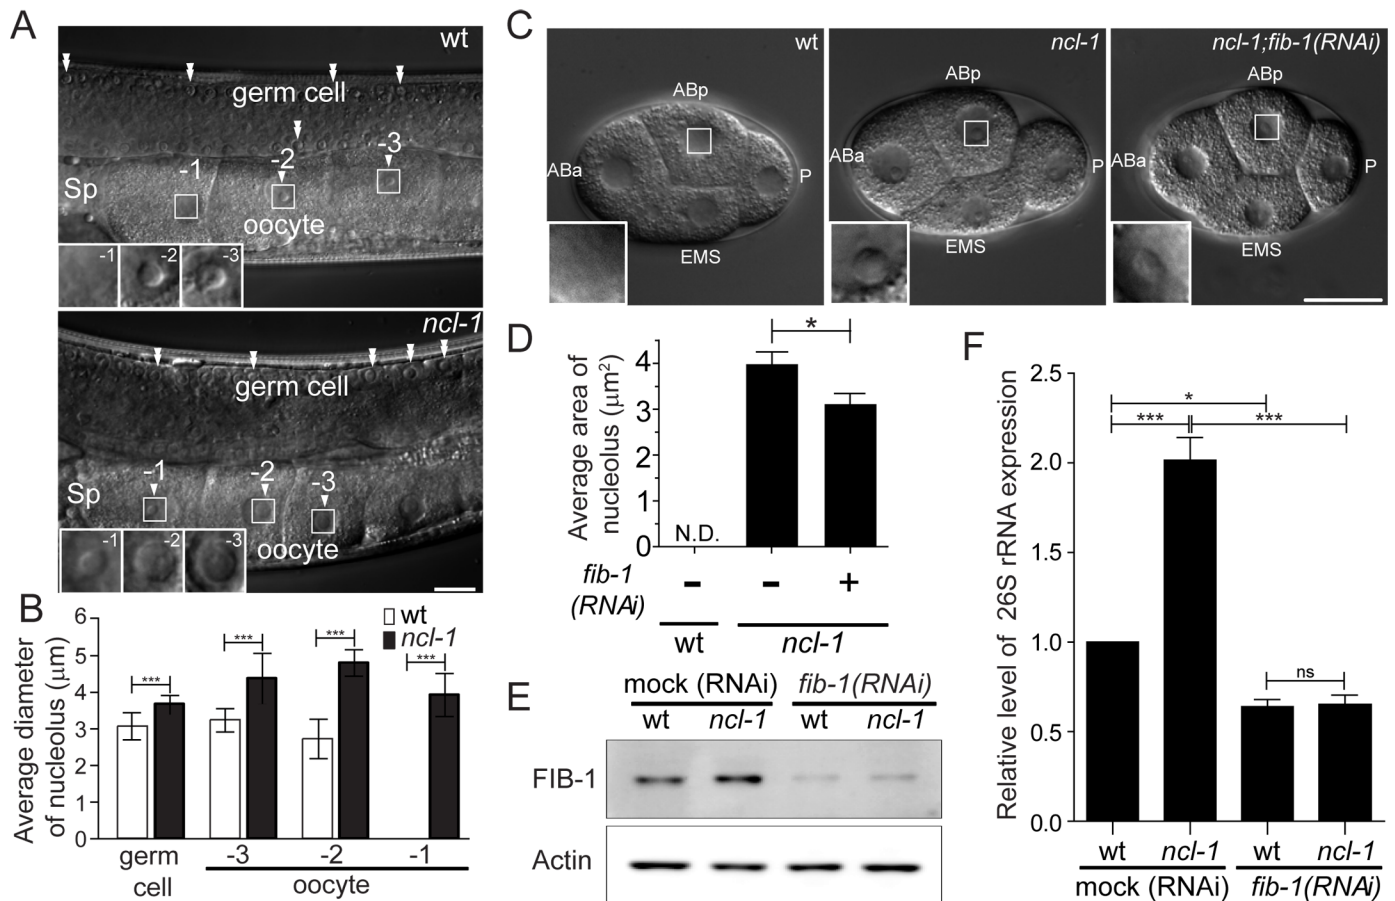 A
wt
germ cell
-1
-2
-3
Sp
oocyte
-1
-2
-3
ncl-1
germ cell
-1
-2
-3
Sp
oocyte
-1
-2
-3
B
Average diameter
of nucleolus (μm)
6
5
4
3
2
1
0
wt
ncl-1
***
***
***
***
germ
cell
-3
-2
-1
oocyte
C
wt
ABp
ABa
P
EMS
ncl-1
ABp
ABa
P
EMS
ncl-1;fib-1(RNAi)
ABp
ABa
P
EMS
D
Average area of
nucleolus (μm²)
4
3
2
1
0
*
N.D.
fib-1
(RNAi)
- - +
wt
ncl-1
E
mock (RNAi)
fib-1(RNAi)
wt
ncl-1
wt
ncl-1
FIB-1
Actin
F
Relative level of 26S rRNA expression
2.5
2.0
1.5
1.0
0.5
0.0
*
***
***
ns
wt
ncl-1
wt
ncl-1
mock (RNAi)
fib-1(RNAi)